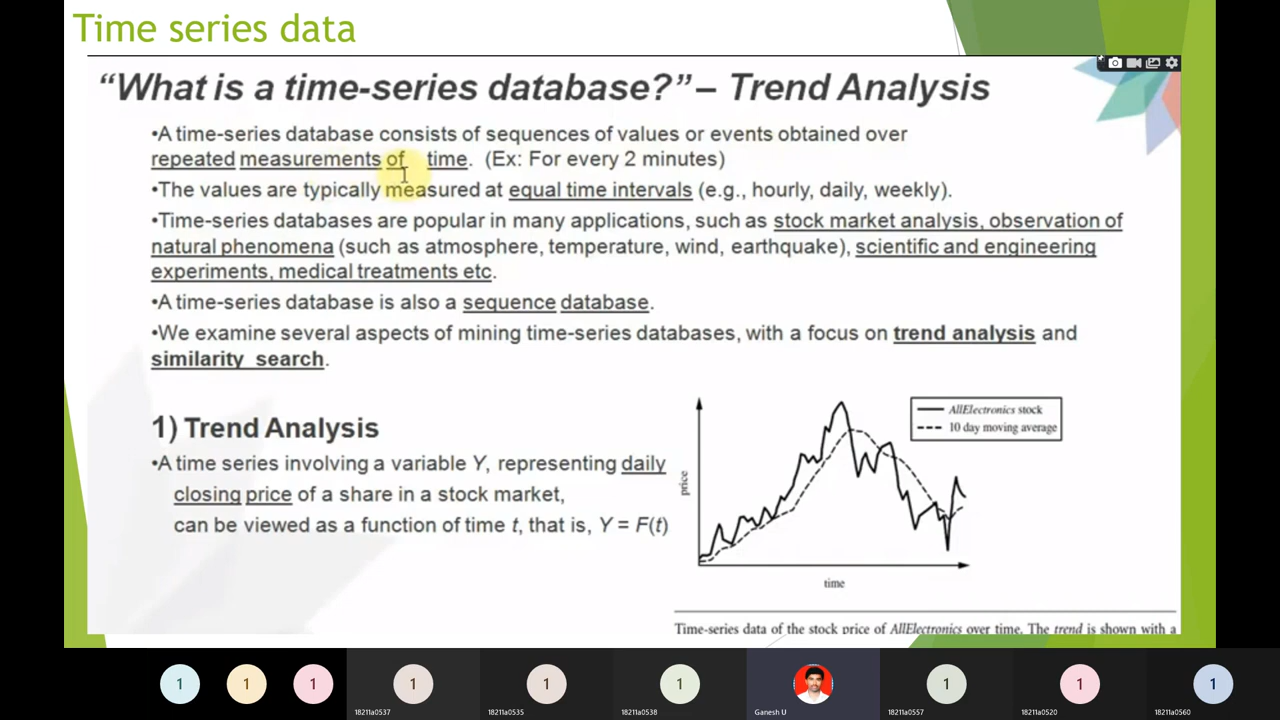 Time series data
“What is a time-series database?” – Trend Analysis
•A time-series database consists of sequences of values or events obtained over
repeated measurements of time. (Ex: For every 2 minutes)
•The values are typically measured at equal time intervals (e.g., hourly, daily, weekly).
•Time-series databases are popular in many applications, such as stock market analysis, observation of
natural phenomena (such as atmosphere, temperature, wind, earthquake), scientific and engineering
experiments, medical treatments etc.
•A time-series database is also a sequence database.
•We examine several aspects of mining time-series databases, with a focus on trend analysis and
similarity search.
1) Trend Analysis
•A time series involving a variable Y, representing daily
closing price of a share in a stock market,
can be viewed as a function of time t, that is, Y = F(t)
AllElectronics stock
10 day moving average
price
time
Time-series data of the stock price of AllElectronics over time. The trend is shown with a
1
1
1
1
1
1
1
1
1
18211a0537
18211a0535
18211a0538
Ganesh U
18211a0557
18211a0520
18211a0560